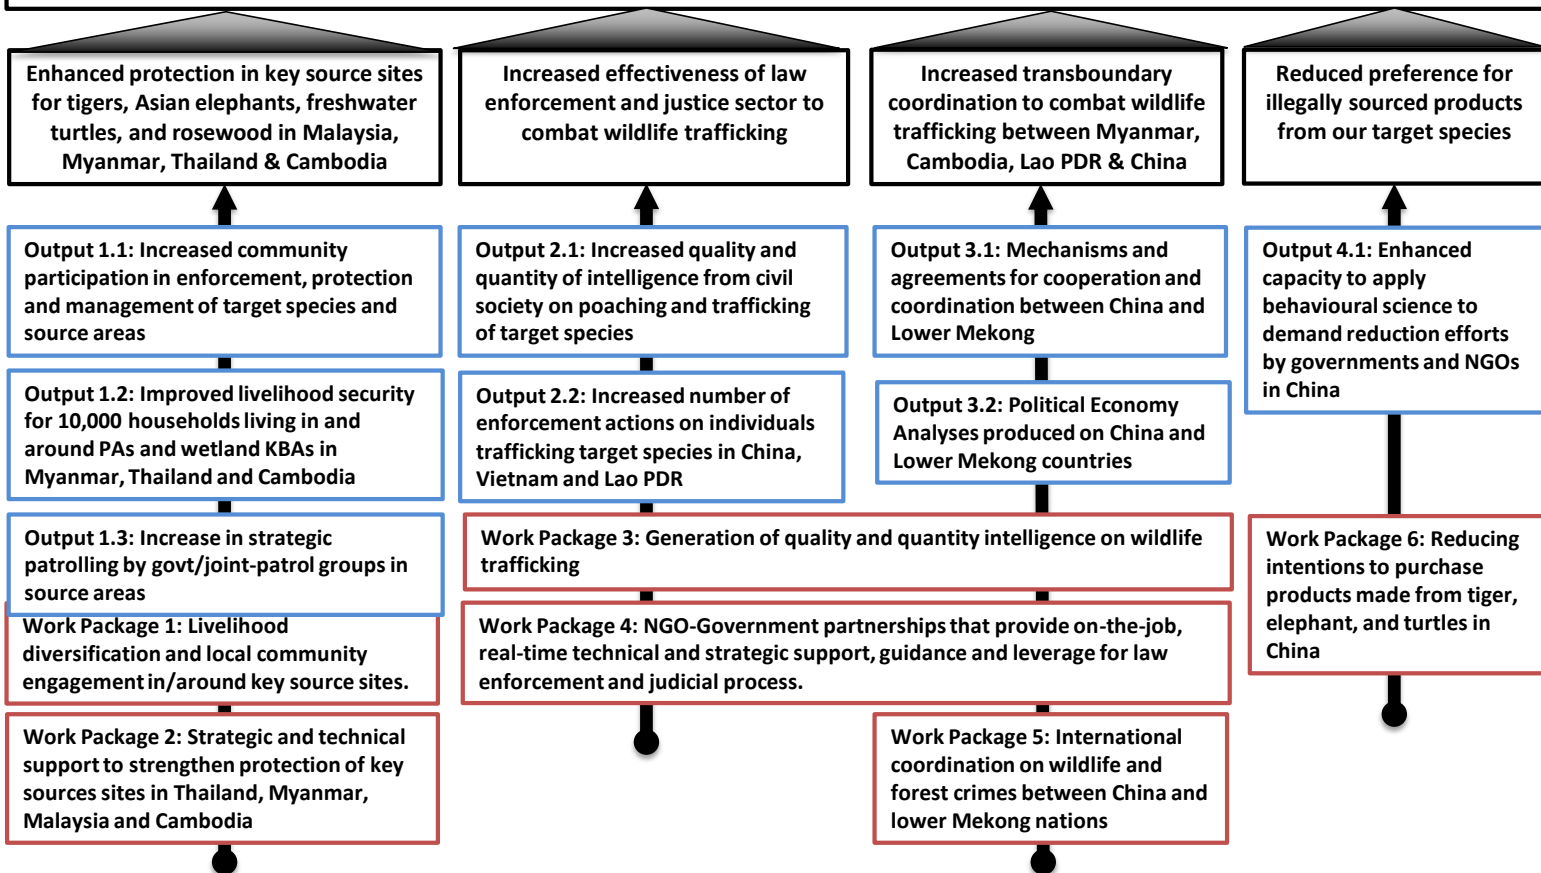 Enhanced protection in key source sites
for tigers, Asian elephants, freshwater
turtles, and rosewood in Malaysia,
Myanmar, Thailand & Cambodia
Increased effectiveness of law
enforcement and justice sector to
combat wildlife trafficking
Increased transboundary
coordination to combat wildlife
trafficking between Myanmar,
Cambodia, Lao PDR & China
Reduced preference for
illegally sourced products
from our target species
Output 1.1: Increased community
participation in enforcement, protection
and management of target species and
source areas
Output 2.1: Increased quality and
quantity of intelligence from civil
society on poaching and trafficking
of target species
Output 3.1: Mechanisms and
agreements for cooperation and
coordination between China and
Lower Mekong
Output 4.1: Enhanced
capacity to apply
behavioural science to
demand reduction efforts
by governments and NGOs
in China
Output 1.2: Improved livelihood security
for 10,000 households living in and
around PAs and wetland KBAs in
Myanmar, Thailand and Cambodia
Output 2.2: Increased number of
enforcement actions on individuals
trafficking target species in China,
Vietnam and Lao PDR
Output 3.2: Political Economy
Analyses produced on China and
Lower Mekong countries
Output 1.3: Increase in strategic
patrolling by govt/joint-patrol groups in
source areas
Work Package 3: Generation of quality and quantity intelligence on wildlife
trafficking
Work Package 6: Reducing
intentions to purchase
products made from tiger,
elephant, and turtles in
China
Work Package 1: Livelihood
diversification and local community
engagement in/around key source sites.
Work Package 4: NGO-Government partnerships that provide on-the-job,
real-time technical and strategic support, guidance and leverage for law
enforcement and judicial process.
Work Package 2: Strategic and technical
support to strengthen protection of key
sources sites in Thailand, Myanmar,
Malaysia and Cambodia
Work Package 5: International
coordination on wildlife and
forest crimes between China and
lower Mekong nations